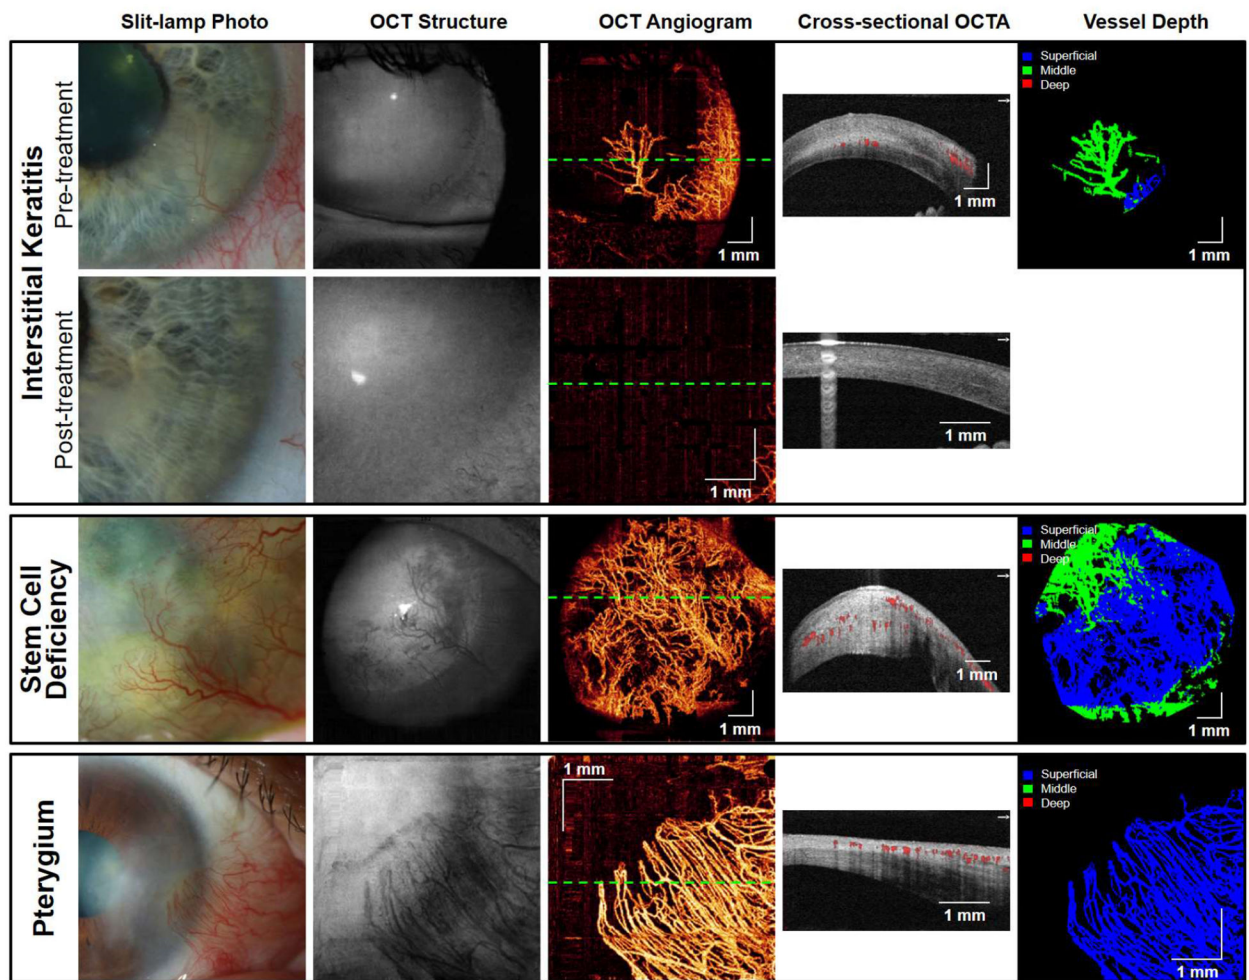 Slit-lamp Photo
OCT Structure
OCT Angiogram
Cross-sectional OCTA
Vessel Depth
Interstitial Keratitis
Pre-treatment
1 mm
1 mm
Superficial
Middle
Deep
1 mm
Post-treatment
1 mm
1 mm
Stem Cell
Deficiency
1 mm
1 mm
Superficial
Middle
Deep
1 mm
Pterygium
1 mm
1 mm
Superficial
Middle
Deep
1 mm